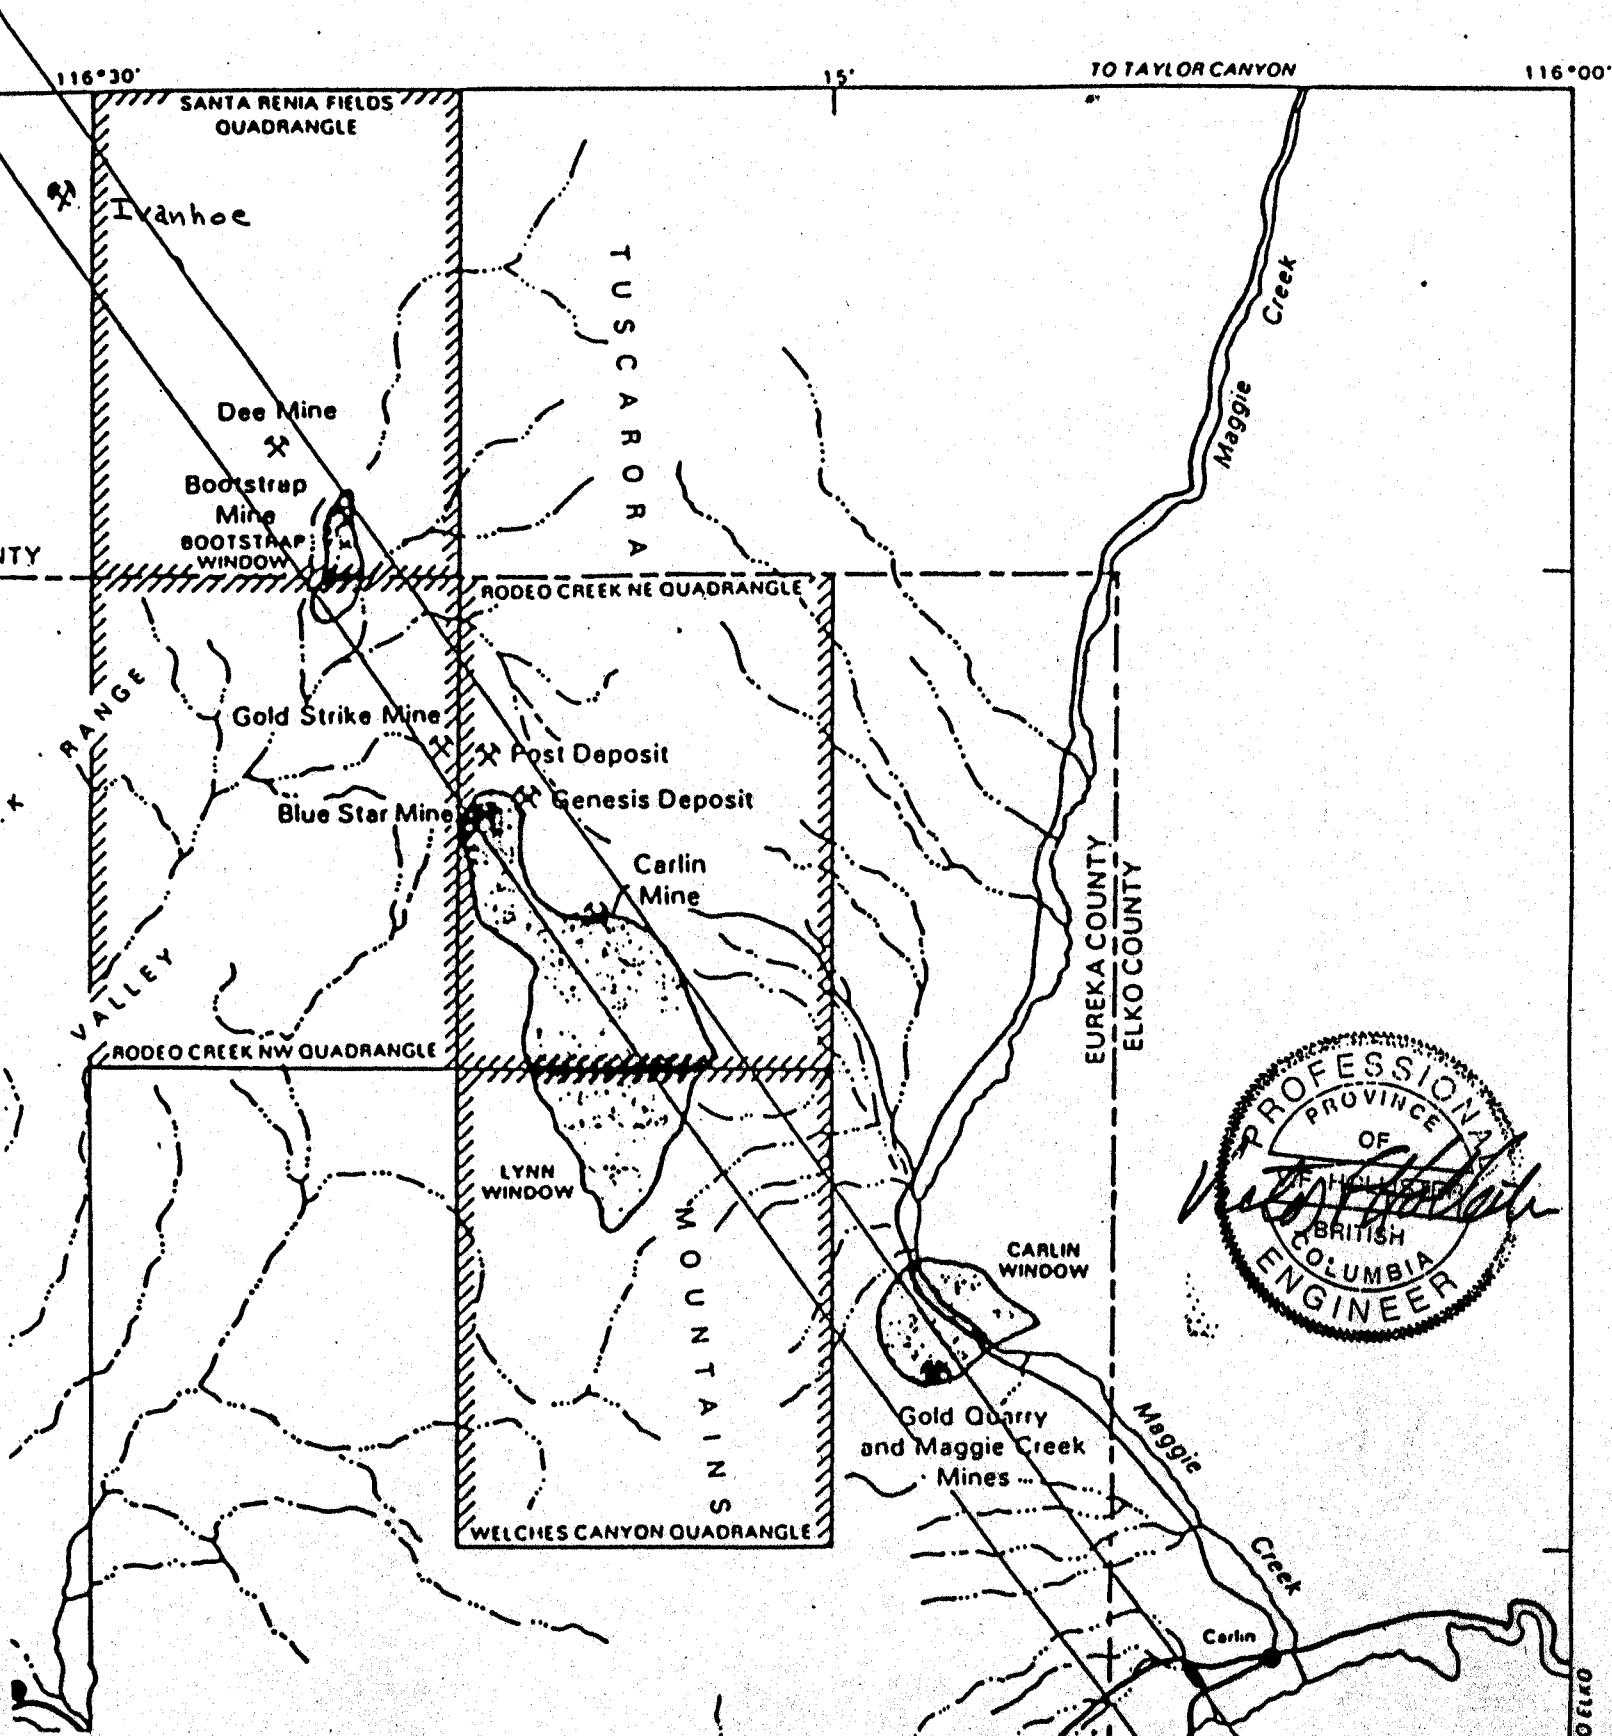 116°30'
15'
TO TAYLOR CANYON
116°00'
SANTA RENIA FIELDS
QUADRANGLE
Ivanhoe
TUSCARORA
Creek
Maggie
Dee Mine
Bootstrap
Mine
BOOTSTRAP
WINDOW
NTY
RODEO CREEK NE QUADRANGLE
RANGE
Gold Strike Mine
Post Deposit
Genesis Deposit
Blue Star Mine
K
Carlin
Mine
EUREKA COUNTY
ELKO COUNTY
VALLEY
RODEO CREEK NW QUADRANGLE
PROFESSIONAL
PROVINCE
OF
BRITISH
COLUMBIA
ENGINEER
LYNN
WINDOW
MOUNTAINS
CARLIN
WINDOW
Gold Quarry
and Maggie Creek
Mines
Maggie
Creek
WELCHES CANYON QUADRANGLE
Carlin
O ELKO